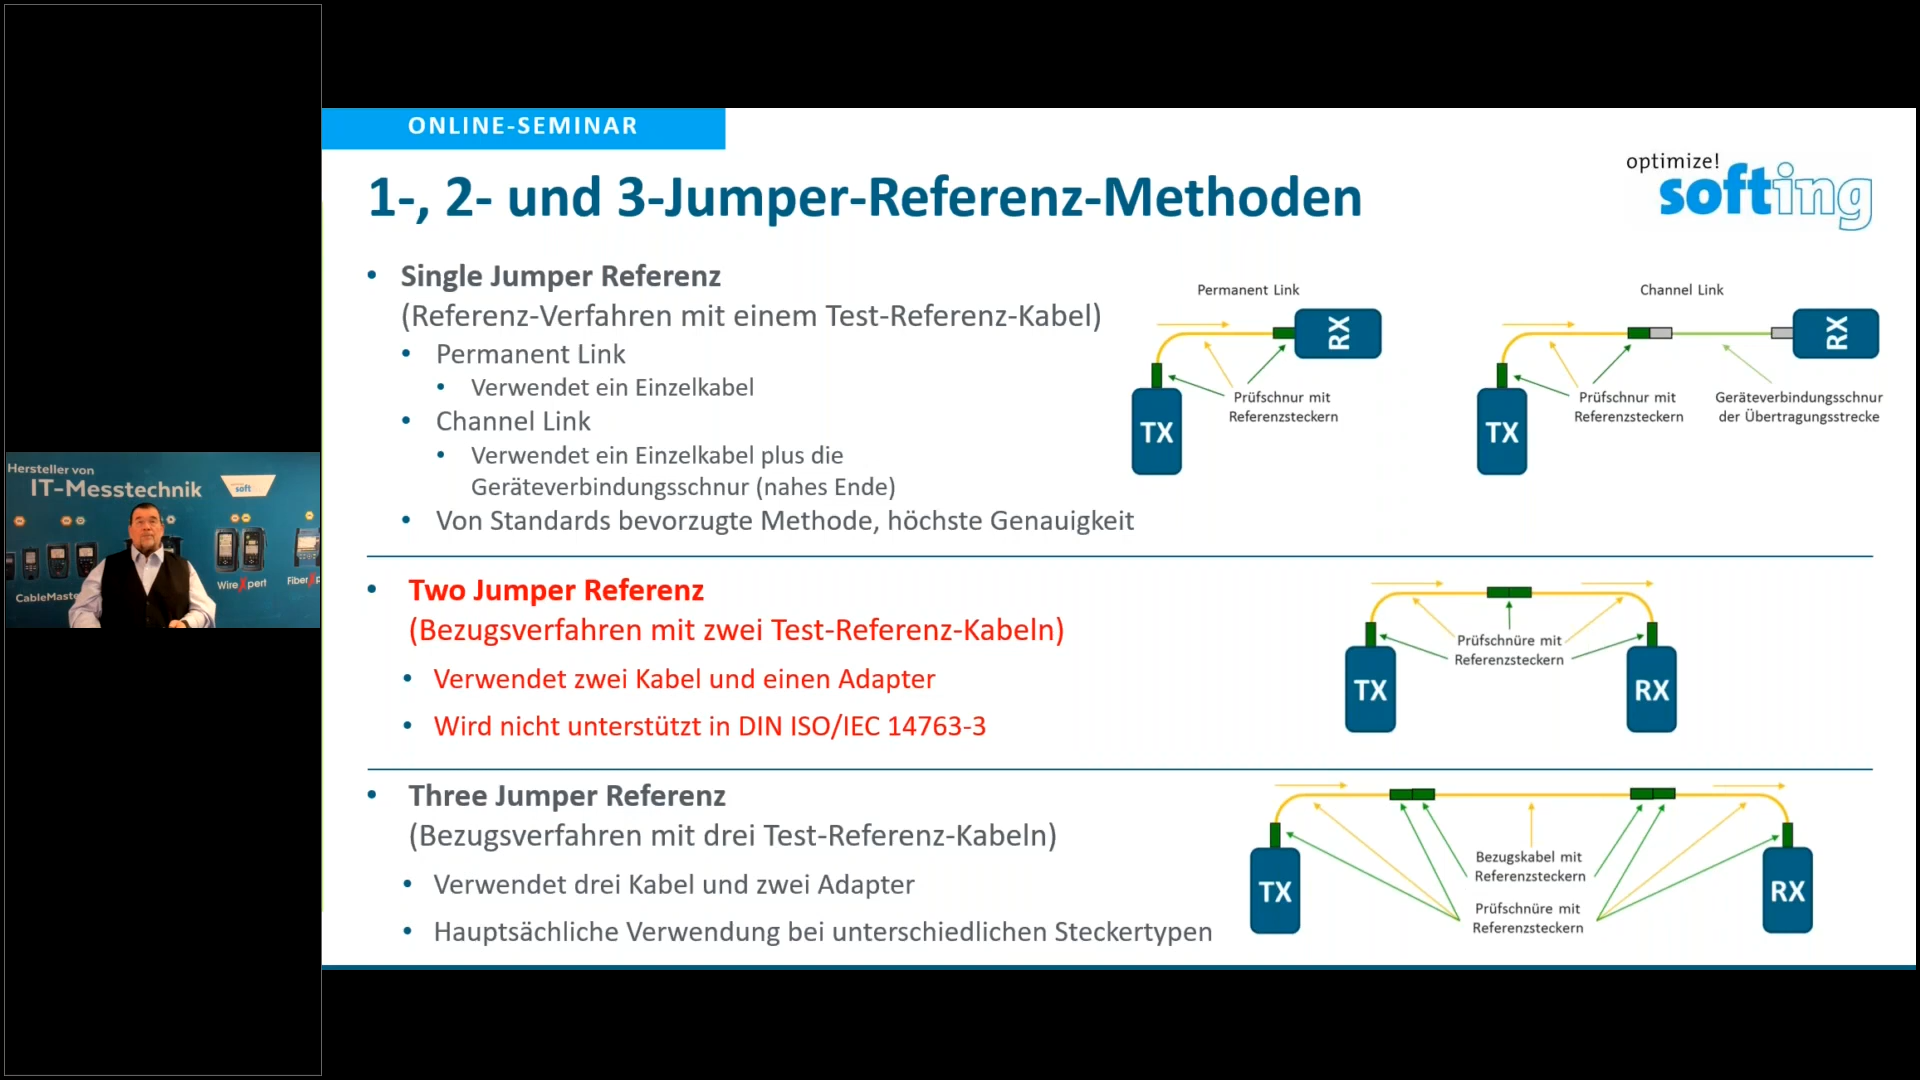 ONLINE-SEMINAR
1-, 2- und 3-Jumper-Referenz-Methoden
optimize!
softing
• Single Jumper Referenz
(Referenz-Verfahren mit einem Test-Referenz-Kabel)
• Permanent Link
• Verwendet ein Einzelkabel
• Channel Link
• Verwendet ein Einzelkabel plus die
Geräteverbindungsschnur (nahes Ende)
• Von Standards bevorzugte Methode, höchste Genauigkeit
Permanent Link
RX
TX
Prüfschnur mit
Referenzsteckern
Channel Link
RX
TX
Prüfschnur mit
Referenzsteckern
Geräteverbindungsschnur
der Übertragungsstrecke
• Two Jumper Referenz
(Bezugsverfahren mit zwei Test-Referenz-Kabeln)
• Verwendet zwei Kabel und einen Adapter
• Wird nicht unterstützt in DIN ISO/IEC 14763-3
Prüfschnüre mit
Referenzsteckern
TX
RX
• Three Jumper Referenz
(Bezugsverfahren mit drei Test-Referenz-Kabeln)
• Verwendet drei Kabel und zwei Adapter
• Hauptsächliche Verwendung bei unterschiedlichen Steckertypen
Bezugskabel mit
Referenzsteckern
Prüfschnüre mit
Referenzsteckern
TX
RX
Hersteller von
IT-Messtechnik
soft
WireXpert
CableMaste
FiberXp